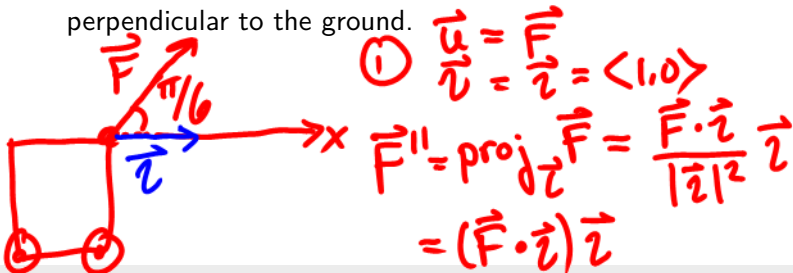 perpendicular to the ground.
① u⃗ = F⃗
v⃗ = i⃗ = <1,0>
F⃗ π/6
i⃗ x
F⃗" = proj_i⃗ F⃗ = F⃗·i⃗ / |i⃗|² i⃗
= (F⃗·i⃗) i⃗